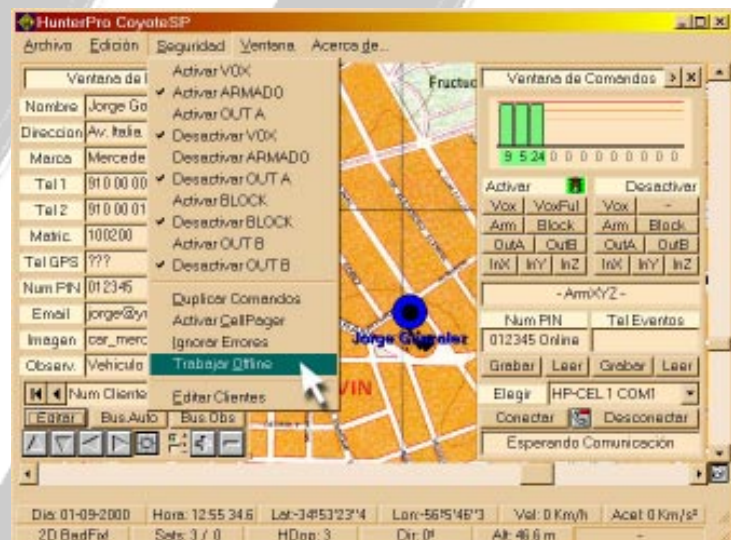 HunterPro CoyoteSP
Archivo Edición Seguridad Ventana Acerca de...
Ventana de
Nombre Jorge Go
Direccion Av. Italia
Marca Mercede
Tel 1 910 00 00
Tel 2 910 00 01
Matric. 100200
Tel GPS ???
Num PIN 012345
Email jorge@y
Imagen car_merc
Observ. Vehiculo
Num Cliente
Editar Bus.Auto Bus.Obs
Activar VOX
Activar ARMADO
Activar OUT A
Desactivar VOX
Desactivar ARMADO
Desactivar OUT A
Activar BLOCK
Desactivar BLOCK
Activar OUT B
Desactivar OUT B
Duplicar Comandos
Activar CellPager
Ignorar Errores
Trabajar Offline
Editar Clientes
Fructuc
Jorge Gonzalez
VIN
Ventana de Comandos
9 5 24 0 0 0 0 0 0 0 0 0
Activar Desactivar
Vox VoxFul Vox -
Arm Block Arm Block
OutA OutB OutA OutB
InX InY InZ InX InY InZ
- ArmXYZ -
Num PIN Tel Eventos
012345 Online
Grabar Leer Grabar Leer
Elegir HP-CEL 1 COM1
Conectar Desconectar
Esperando Comunicación
Dia: 01-09-2000 Hora: 12:55 34.6 Lat:-34º53'23''4 Lon:-56º5'46''3 Vel: 0 Km/h Acel: 0 Km/s²
2D BadFix! Sats: 3 / 0 HDop: 3 Dir: 0º Alt: 46.6 m -